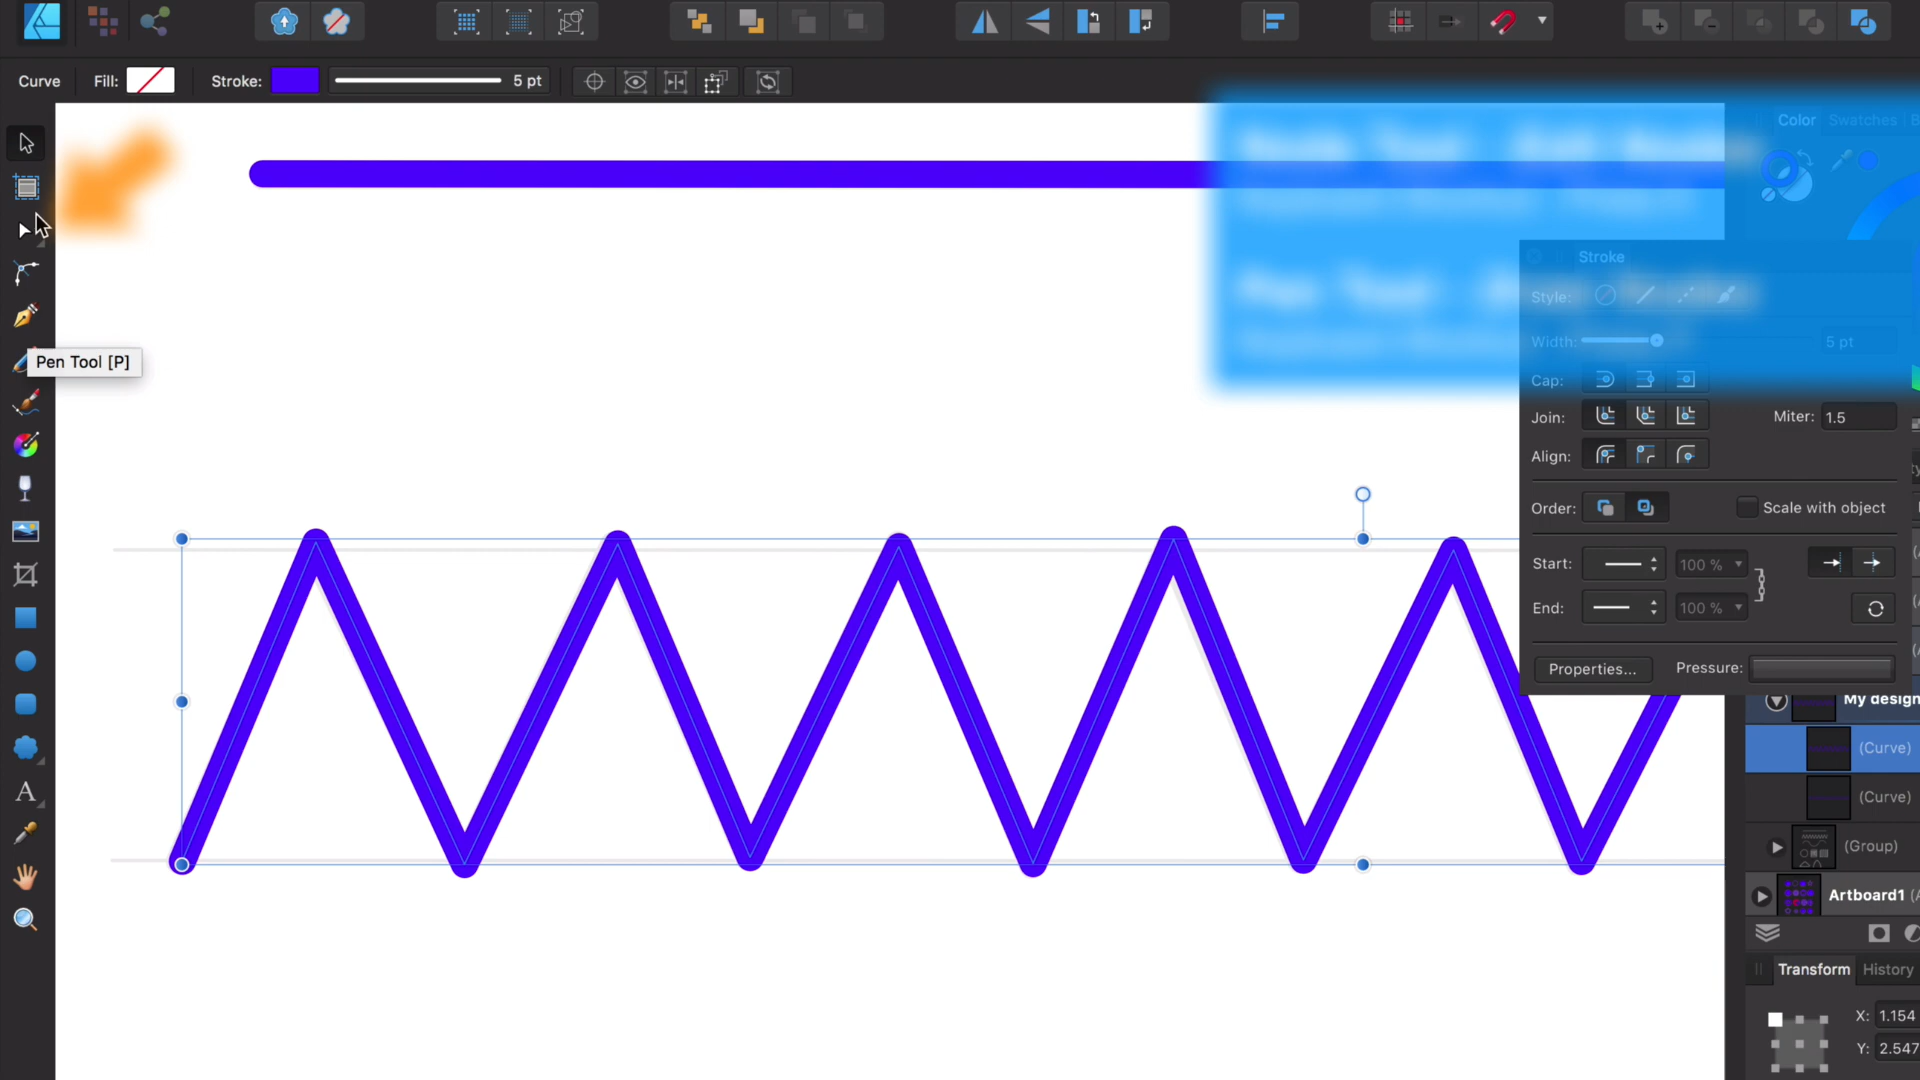 Curve Fill: Stroke: 5 pt
Color Swatches B
Pen Tool [P]
Stroke
Style:
Width: 5 pt
Cap:
Join: Miter: 1.5
Align:
Order: Scale with object
Start: 100 %
End: 100 %
Properties... Pressure:
My design
(Curve)
(Curve)
(Group)
Artboard1 (A
Transform History
X: 1.154
Y: 2.547
A